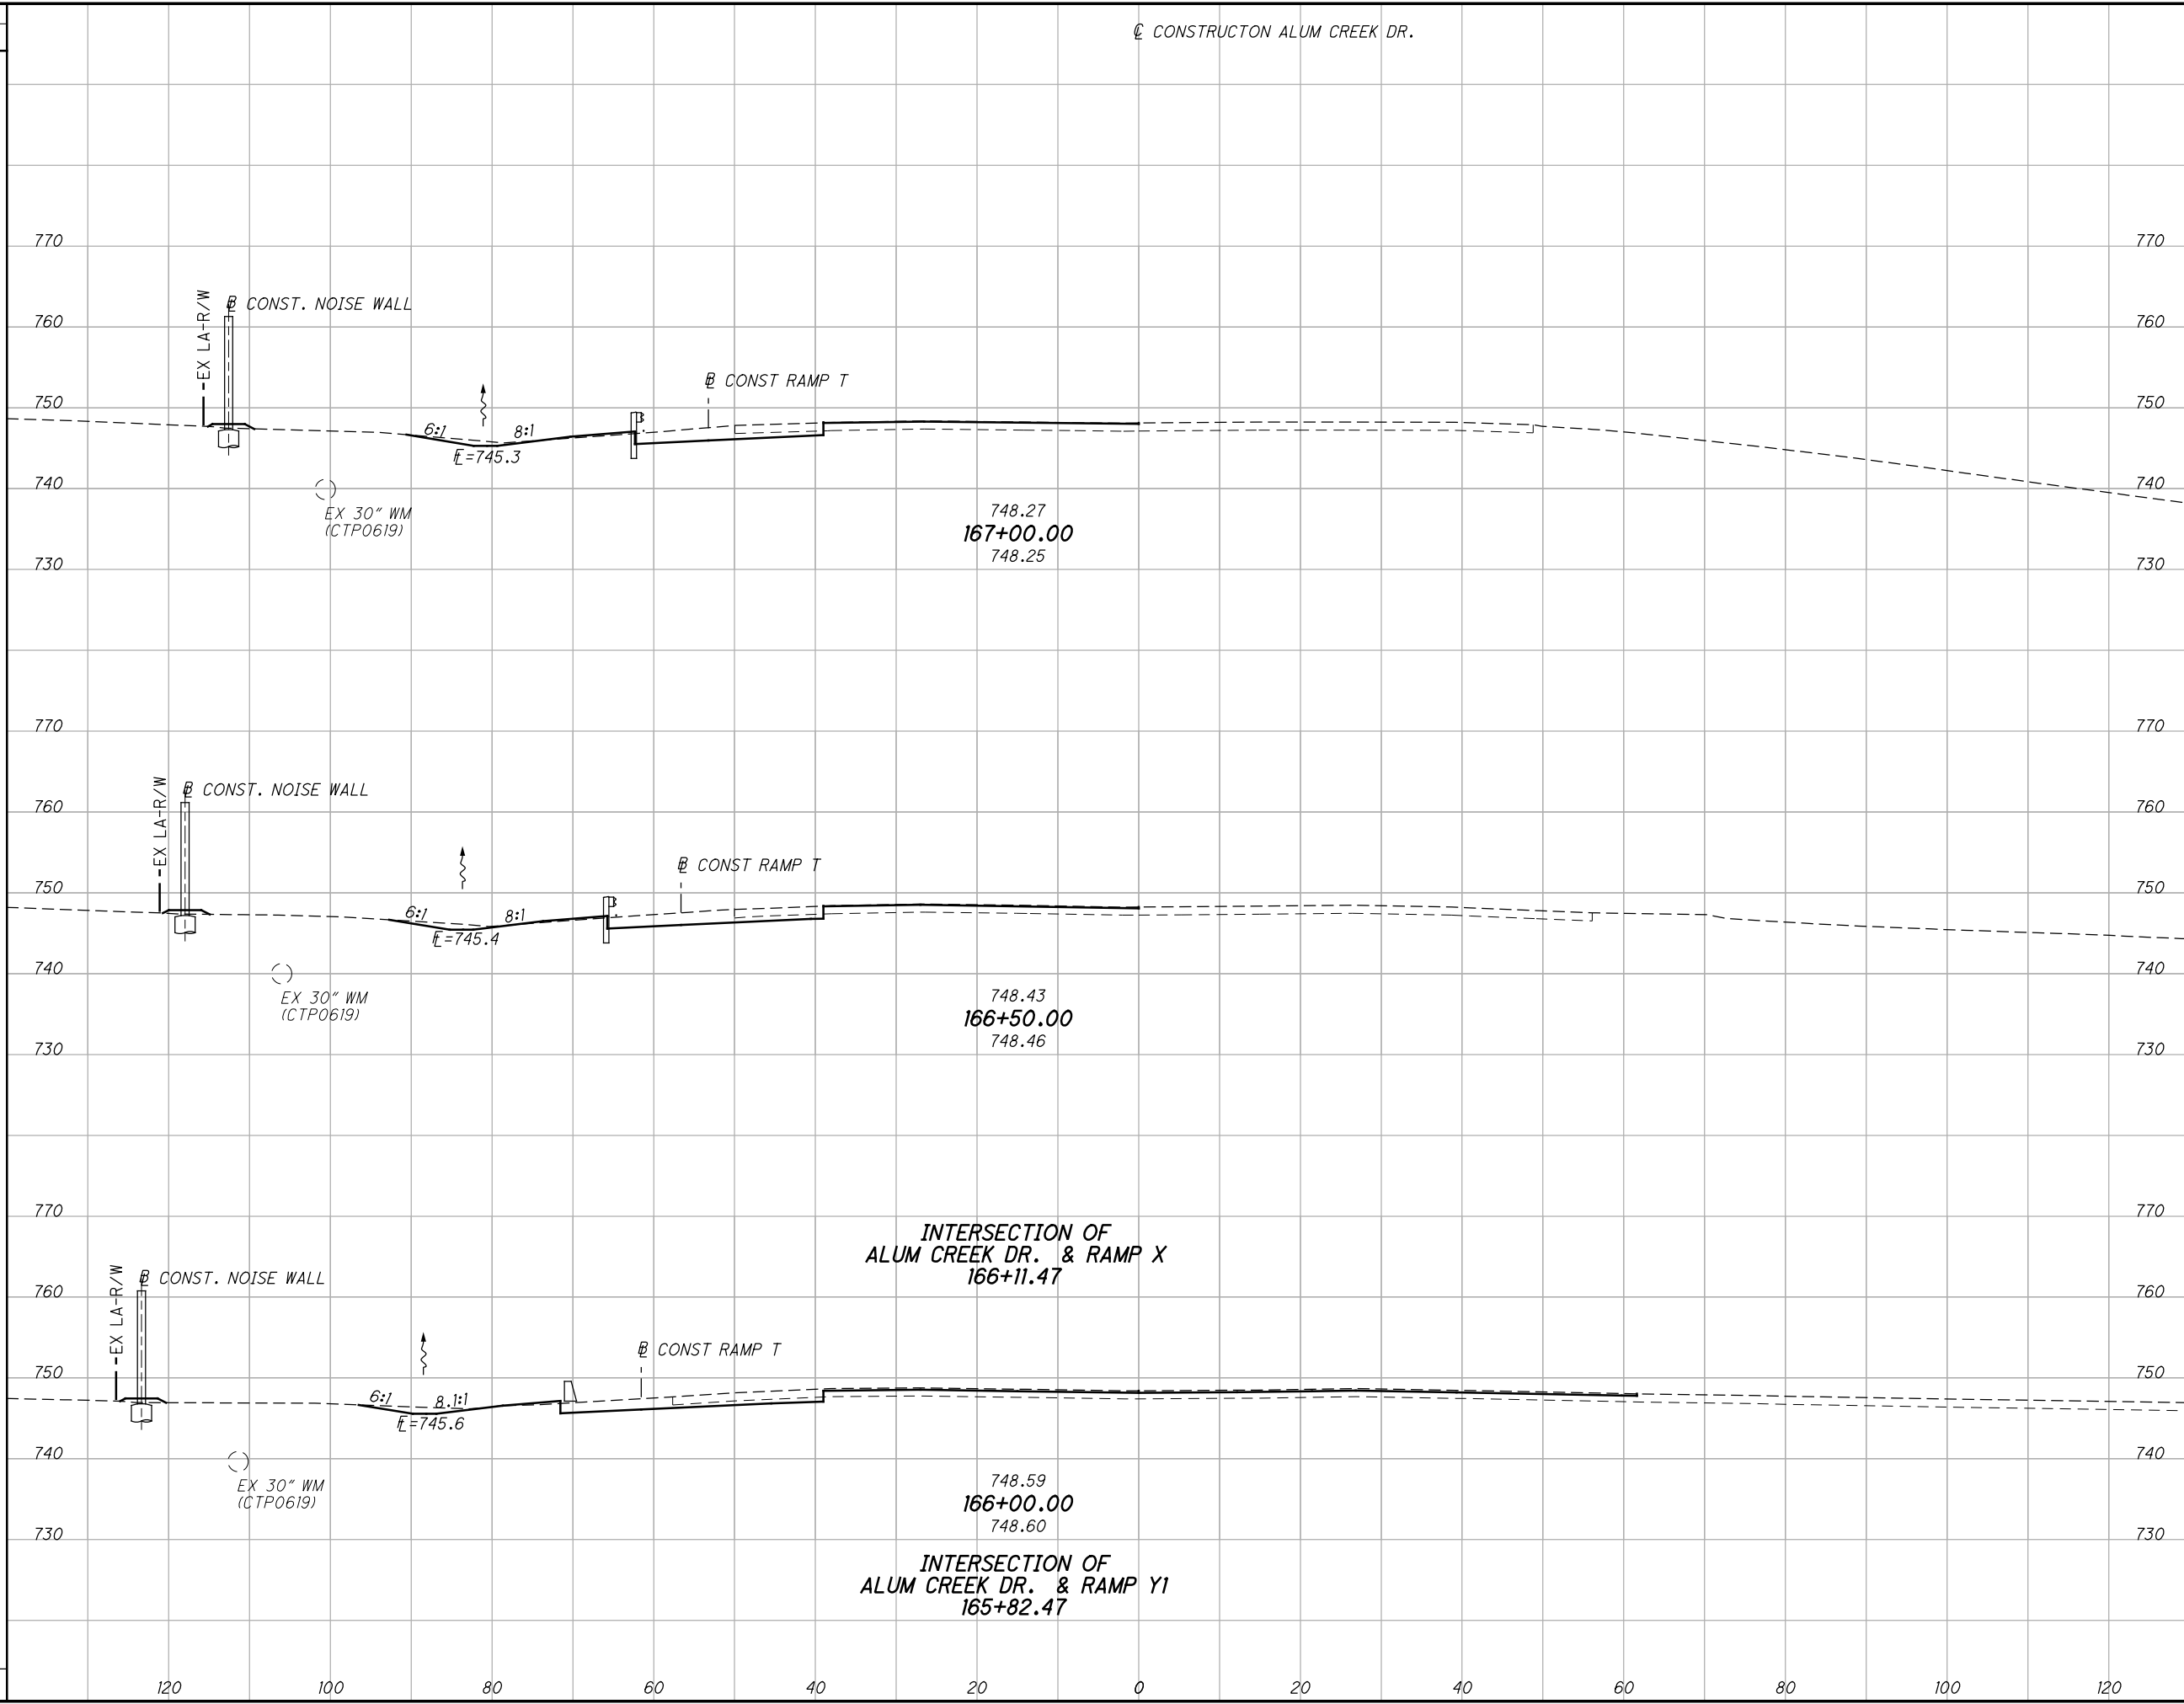 ℄ CONSTRUCTON ALUM CREEK DR.
770 770
EX LA-R/W
CONST. NOISE WALL
760 760
CONST RAMP T
750 750
6:1 8:1
=745.3
740 740
EX 30" WM
(CTP0619)
748.27
167+00.00
748.25
730 730
770 770
EX LA-R/W
CONST. NOISE WALL
760 760
CONST RAMP T
750 750
6:1 8:1
=745.4
740 740
EX 30" WM
(CTP0619)
748.43
166+50.00
748.46
730 730
770 770
INTERSECTION OF
ALUM CREEK DR. & RAMP X
166+11.47
EX LA-R/W
CONST. NOISE WALL
760 760
CONST RAMP T
750 750
6:1 8.1:1
=745.6
740 740
EX 30" WM
(CTP0619)
748.59
166+00.00
748.60
730 730
INTERSECTION OF
ALUM CREEK DR. & RAMP Y1
165+82.47
120 100 80 60 40 20 0 20 40 60 80 100 120